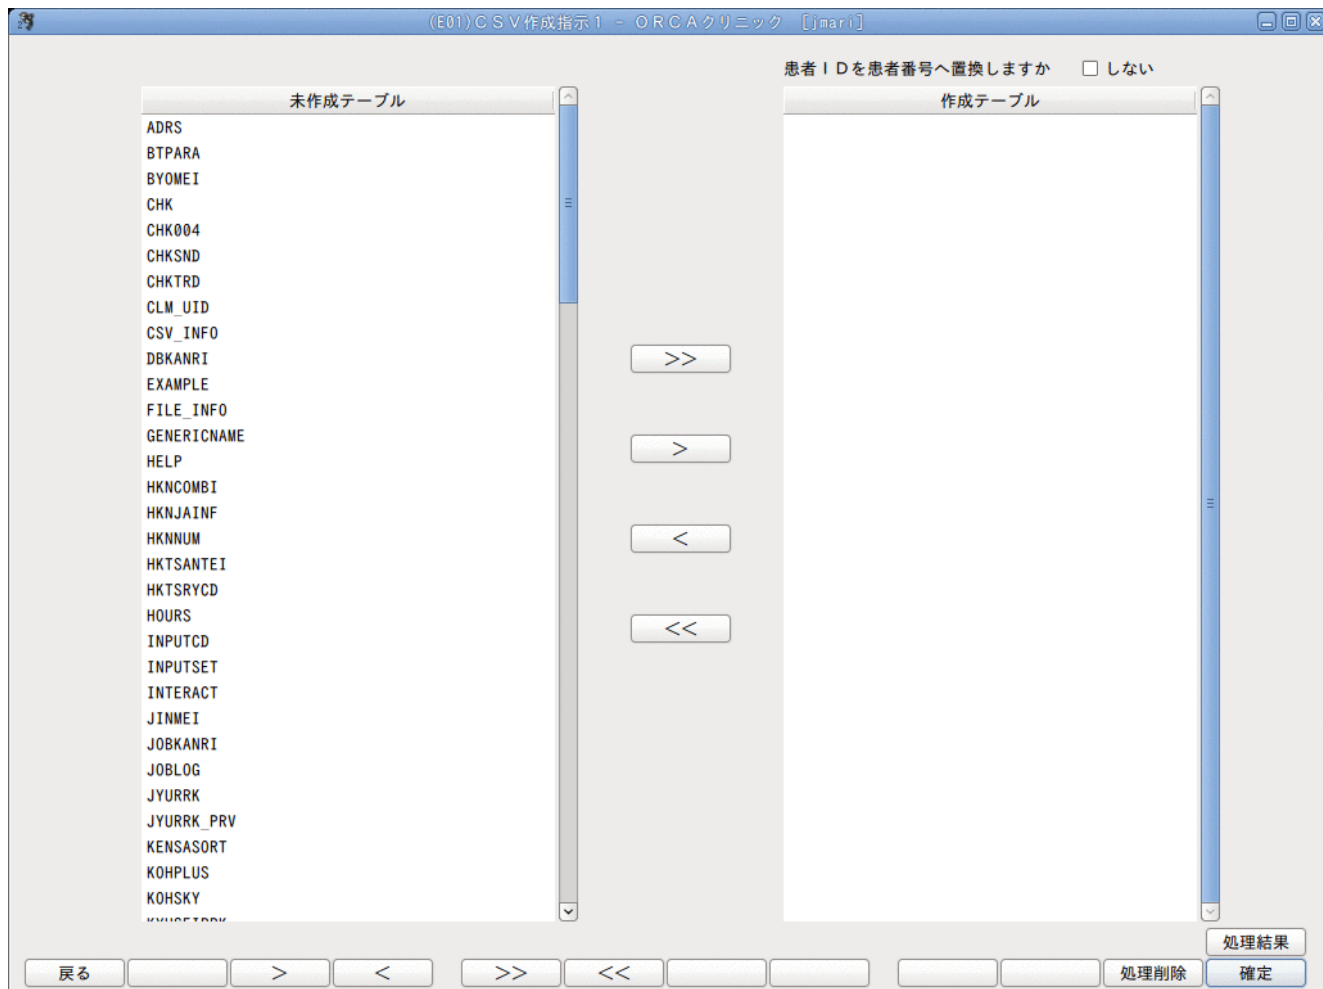 (E01)ＣＳＶ作成指示１ - ＯＲＣＡクリニック [jmari]
患者ＩＤを患者番号へ置換しますか
しない
未作成テーブル
ADRS
BTPARA
BYOMEI
CHK
CHK004
CHKSND
CHKTRD
CLM_UID
CSV_INFO
DBKANRI
EXAMPLE
FILE_INFO
GENERICNAME
HELP
HKNCOMBI
HKNJAINF
HKNNUM
HKTSANTEI
HKTSRYCD
HOURS
INPUTCD
INPUTSET
INTERACT
JINMEI
JOBKANRI
JOBLOG
JYURRK
JYURRK_PRV
KENSASORT
KOHPLUS
KOHSKY
>>
>
<
<<
作成テーブル
処理結果
戻る
>
<
>>
<<
処理削除
確定